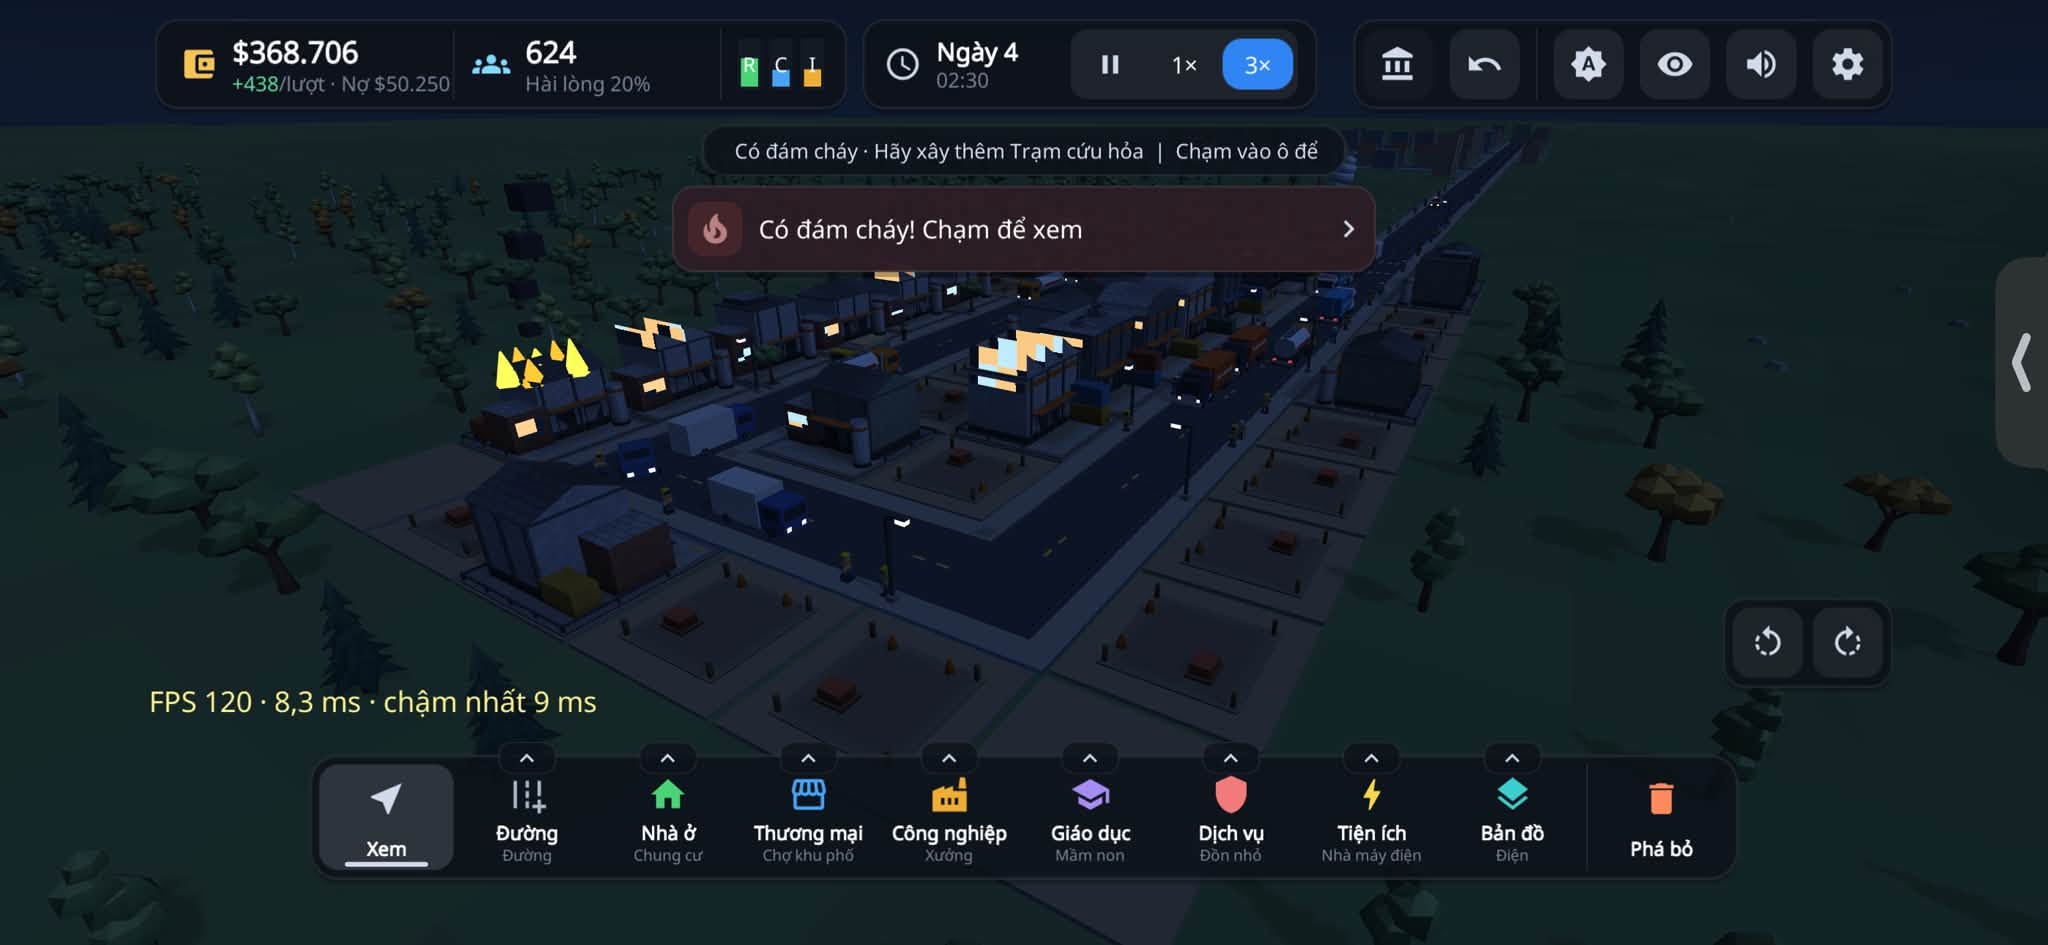 $368.706
+438/lượt · Nợ $50.250
624
Hài lòng 20%
R C I
Ngày 4
02:30
1×
3×
A
Có đám cháy · Hãy xây thêm Trạm cứu hỏa | Chạm vào ô để
Có đám cháy! Chạm để xem
FPS 120 · 8,3 ms · chậm nhất 9 ms
Xem
Đường
Đường
Nhà ở
Chung cư
Thương mại
Chợ khu phố
Công nghiệp
Xưởng
Giáo dục
Mầm non
Dịch vụ
Đồn nhỏ
Tiện ích
Nhà máy điện
Bản đồ
Điện
Phá bỏ